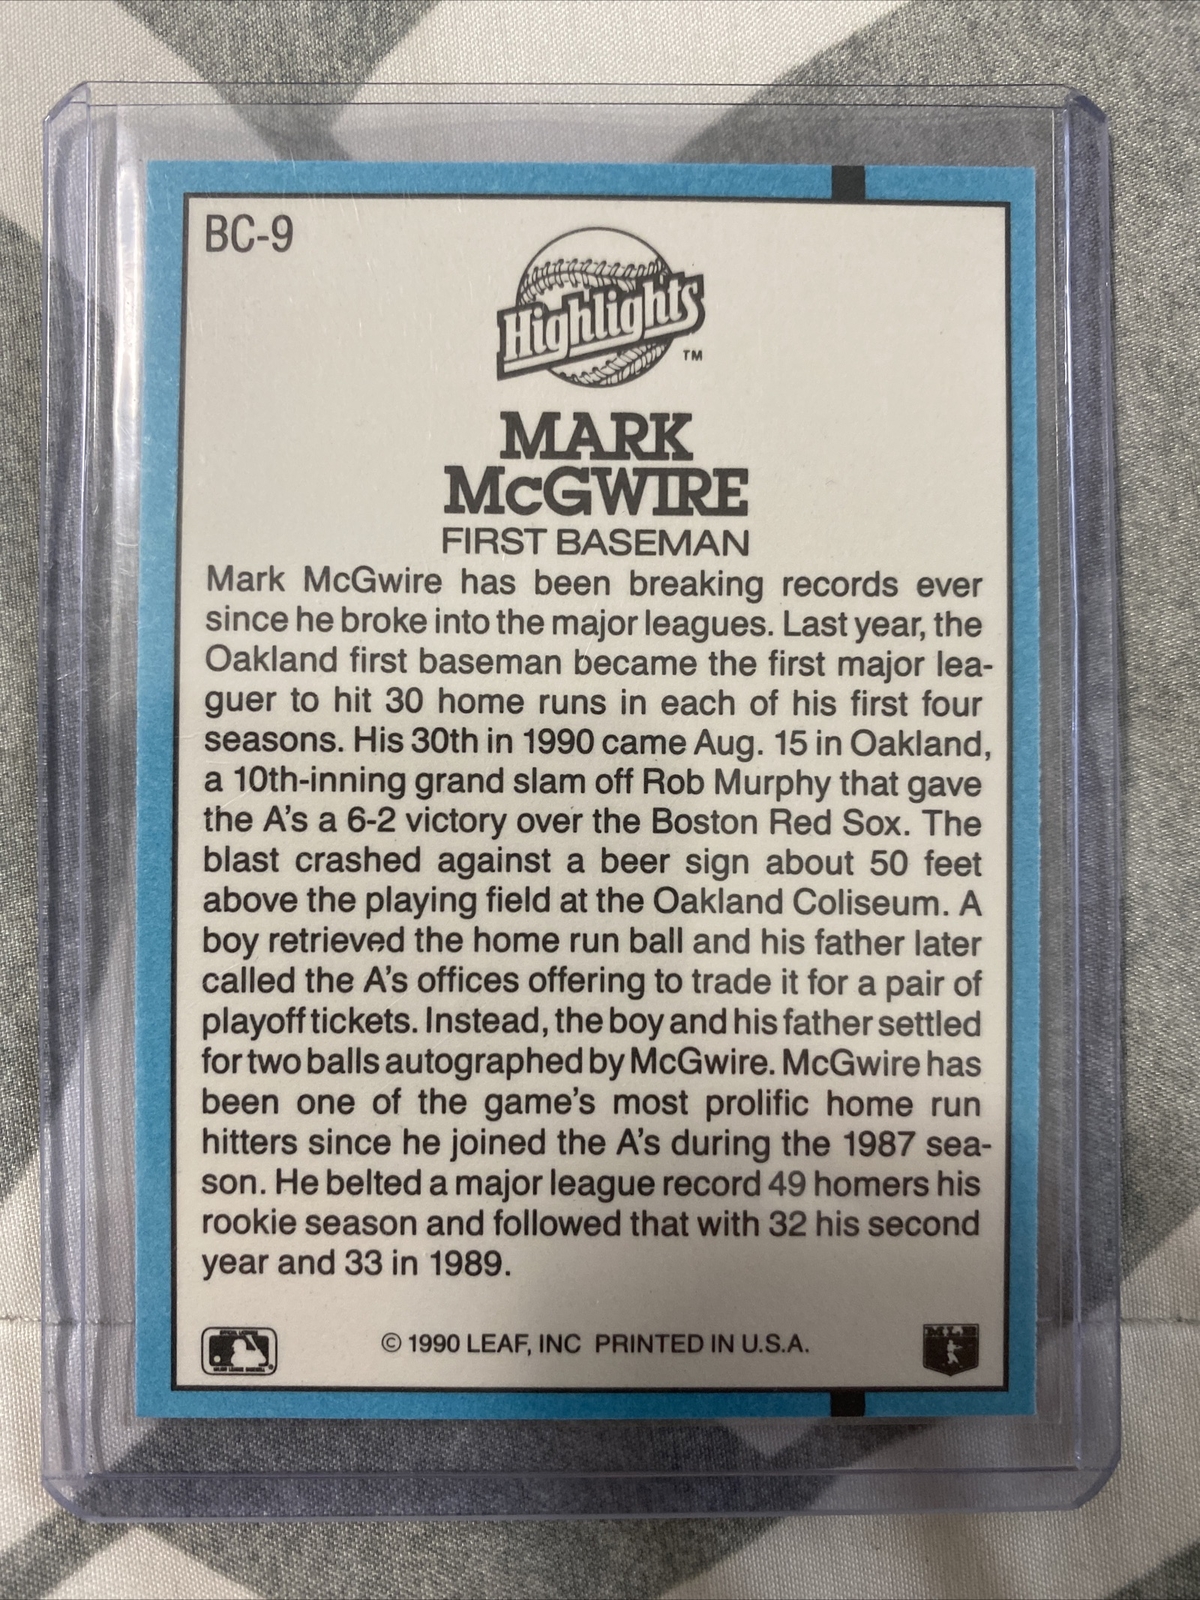 BC-9
Highlights
TM
MARK
McGWIRE
FIRST BASEMAN
Mark McGwire has been breaking records ever
since he broke into the major leagues. Last year, the
Oakland first baseman became the first major lea-
guer to hit 30 home runs in each of his first four
seasons. His 30th in 1990 came Aug. 15 in Oakland,
a 10th-inning grand slam off Rob Murphy that gave
the A's a 6-2 victory over the Boston Red Sox. The
blast crashed against a beer sign about 50 feet
above the playing field at the Oakland Coliseum. A
boy retrieved the home run ball and his father later
called the A's offices offering to trade it for a pair of
playoff tickets. Instead, the boy and his father settled
for two balls autographed by McGwire. McGwire has
been one of the game's most prolific home run
hitters since he joined the A's during the 1987 sea-
son. He belted a major league record 49 homers his
rookie season and followed that with 32 his second
year and 33 in 1989.
© 1990 LEAF, INC PRINTED IN U.S.A.
MLB